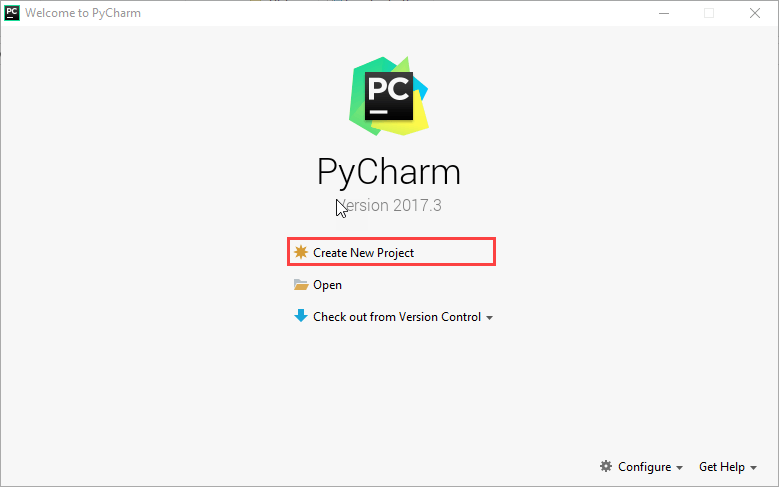 PC Welcome to PyCharm
PC
PyCharm
Version 2017.3
Create New Project
Open
Check out from Version Control
Configure Get Help